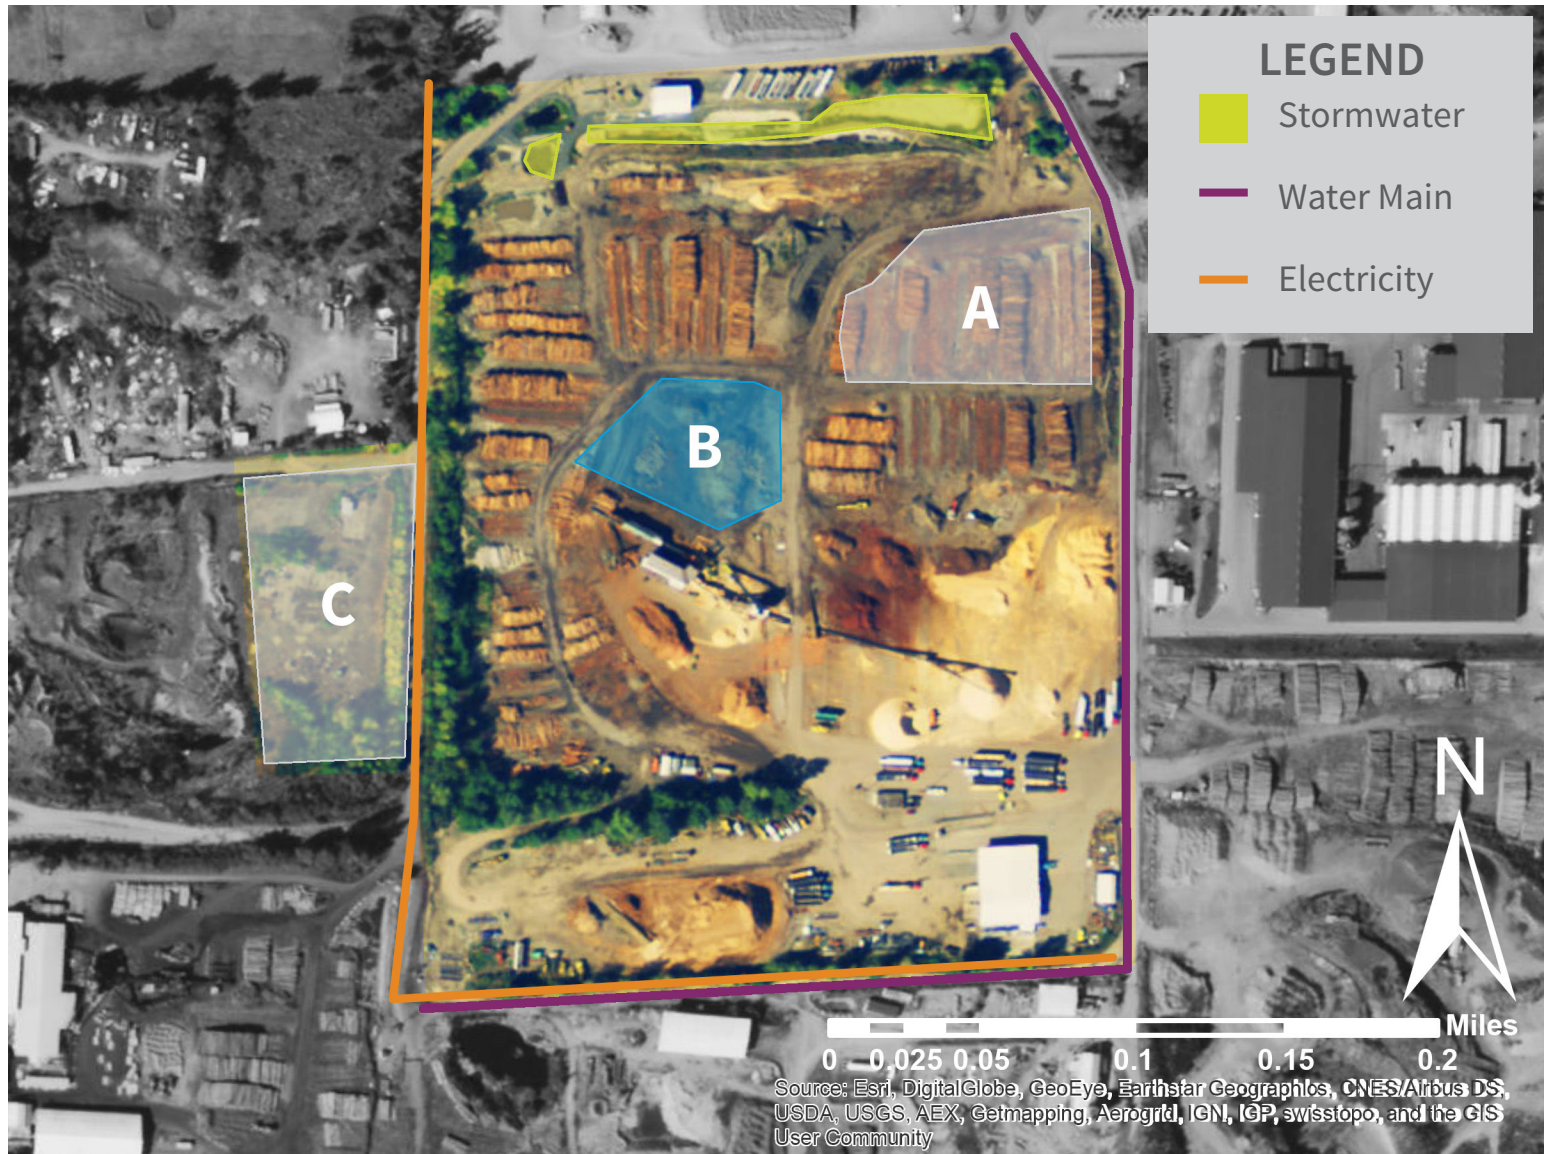 LEGEND
Stormwater
Water Main
Electricity
A
B
C
N
Miles
0 0.025 0.05 0.1 0.15 0.2
Source: Esri, DigitalGlobe, GeoEye, Earthstar Geographics, CNES/Airbus DS,
USDA, USGS, AEX, Getmapping, Aerogrid, IGN, IGP, swisstopo, and the GIS
User Community